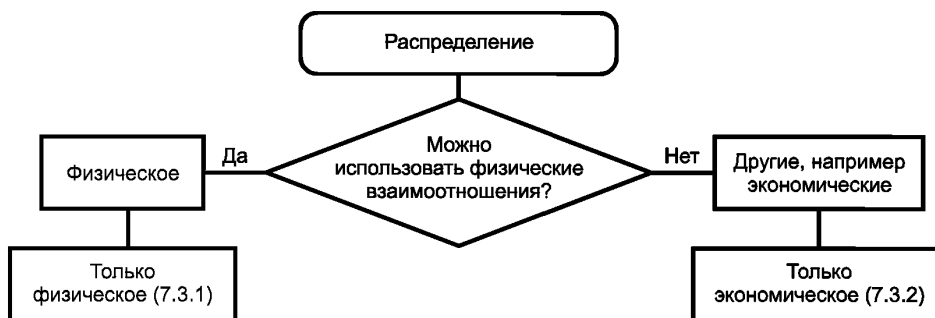 Распределение
Можно
использовать физические
взаимоотношения?
Да
Нет
Физическое
Другие, например
экономические
Только
физическое (7.3.1)
Только
экономическое (7.3.2)